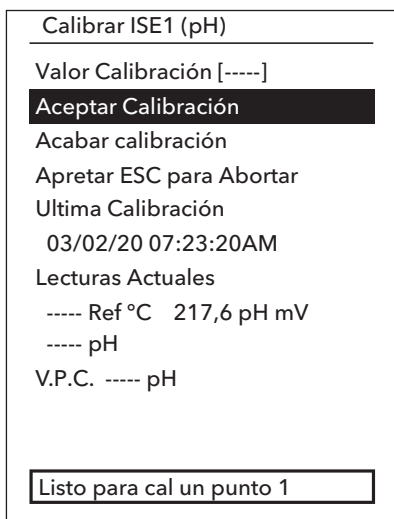 Calibrar ISE1 (pH)
Valor Calibración [-----]
Aceptar Calibración
Acabar calibración
Apretar ESC para Abortar
Ultima Calibración
03/02/20 07:23:20AM
Lecturas Actuales
----- Ref °C 217,6 pH mV
----- pH
V.P.C. ----- pH
Listo para cal un punto 1